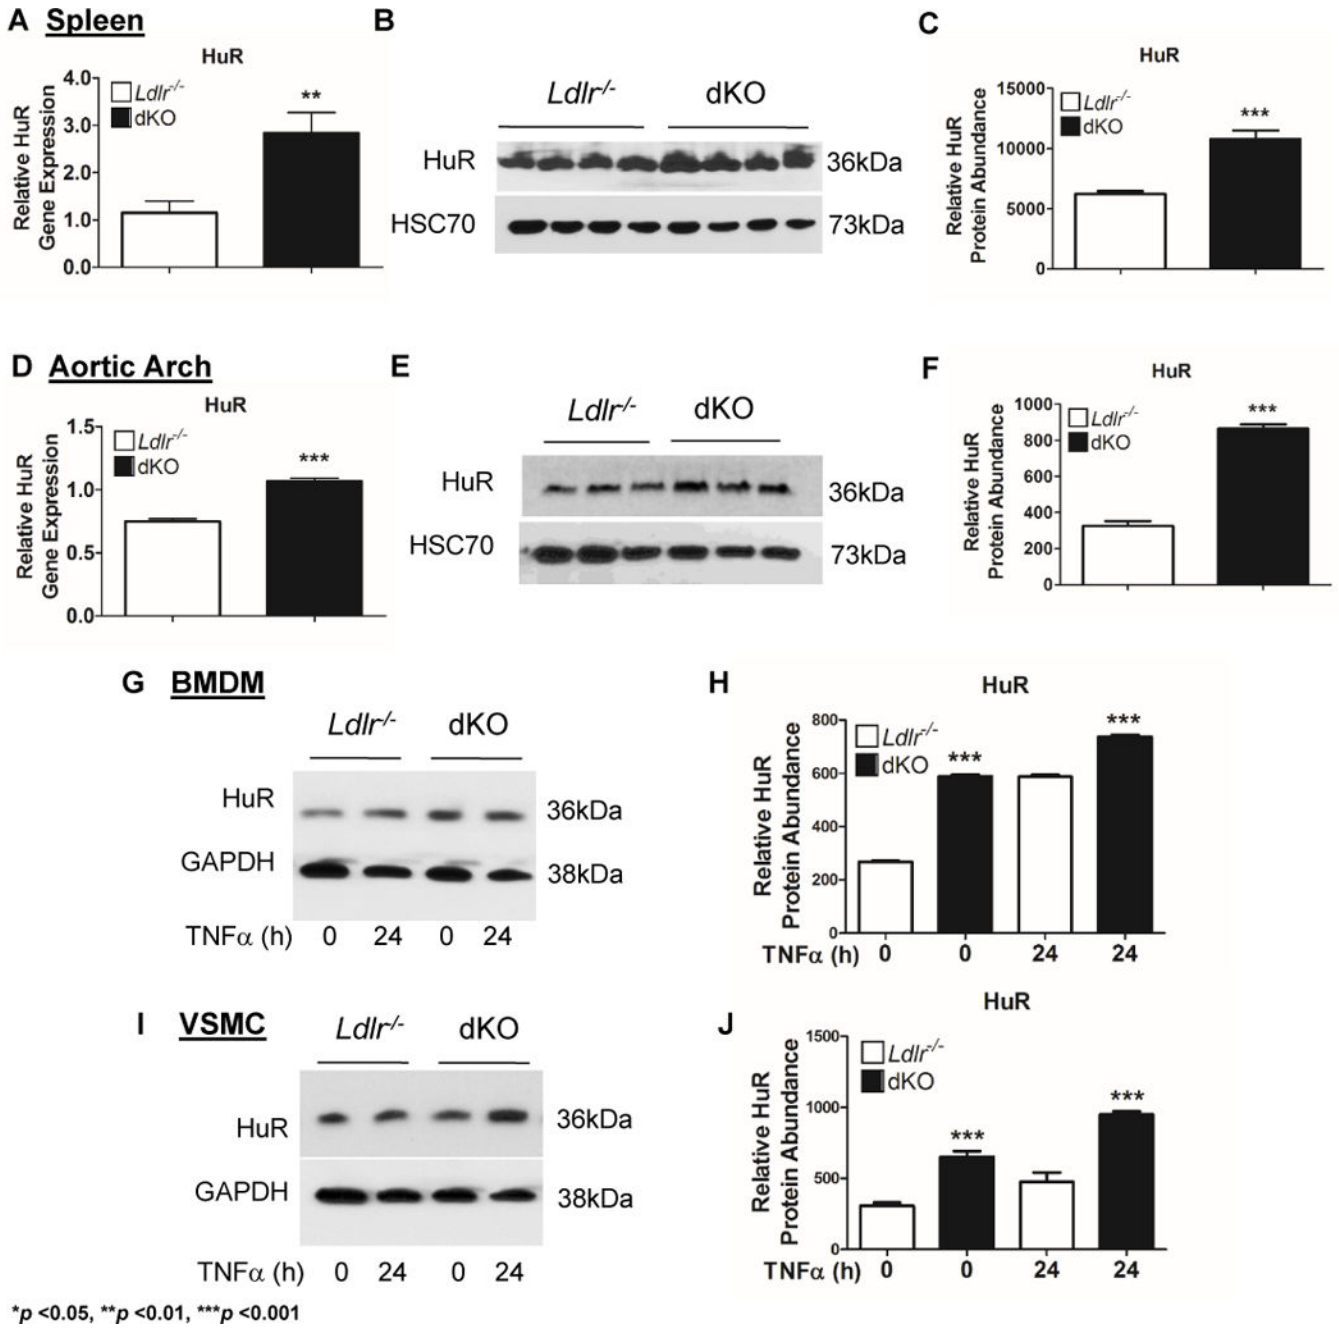 A Spleen
HuR
Relative HuR
Gene Expression
4.0
3.0
2.0
1.0
0.0
Ldlr-/-
dKO
**
B
Ldlr-/- dKO
HuR 36kDa
HSC70 73kDa
C
HuR
Relative HuR
Protein Abundance
15000
10000
5000
0
Ldlr-/-
dKO
***
D Aortic Arch
HuR
Relative HuR
Gene Expression
1.5
1.0
0.5
0.0
Ldlr-/-
dKO
***
E
Ldlr-/- dKO
HuR 36kDa
HSC70 73kDa
F
HuR
Relative HuR
Protein Abundance
1000
800
600
400
200
0
Ldlr-/-
dKO
***
G BMDM
Ldlr-/- dKO
HuR 36kDa
GAPDH 38kDa
TNFα (h) 0 24 0 24
H
HuR
Relative HuR
Protein Abundance
800
600
400
200
0
Ldlr-/-
dKO
***
***
TNFα (h) 0 0 24 24
I VSMC
Ldlr-/- dKO
HuR 36kDa
GAPDH 38kDa
TNFα (h) 0 24 0 24
J
HuR
Relative HuR
Protein Abundance
1500
1000
500
0
Ldlr-/-
dKO
***
***
TNFα (h) 0 0 24 24
*p <0.05, **p <0.01, ***p <0.001